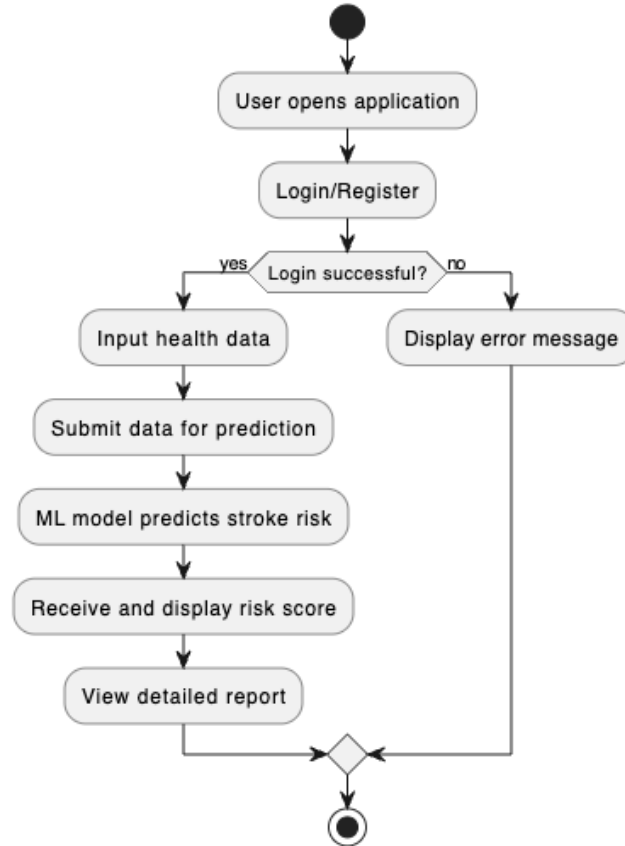 User opens application
Login/Register
yes
Login successful?
no
Input health data
Display error message
Submit data for prediction
ML model predicts stroke risk
Receive and display risk score
View detailed report